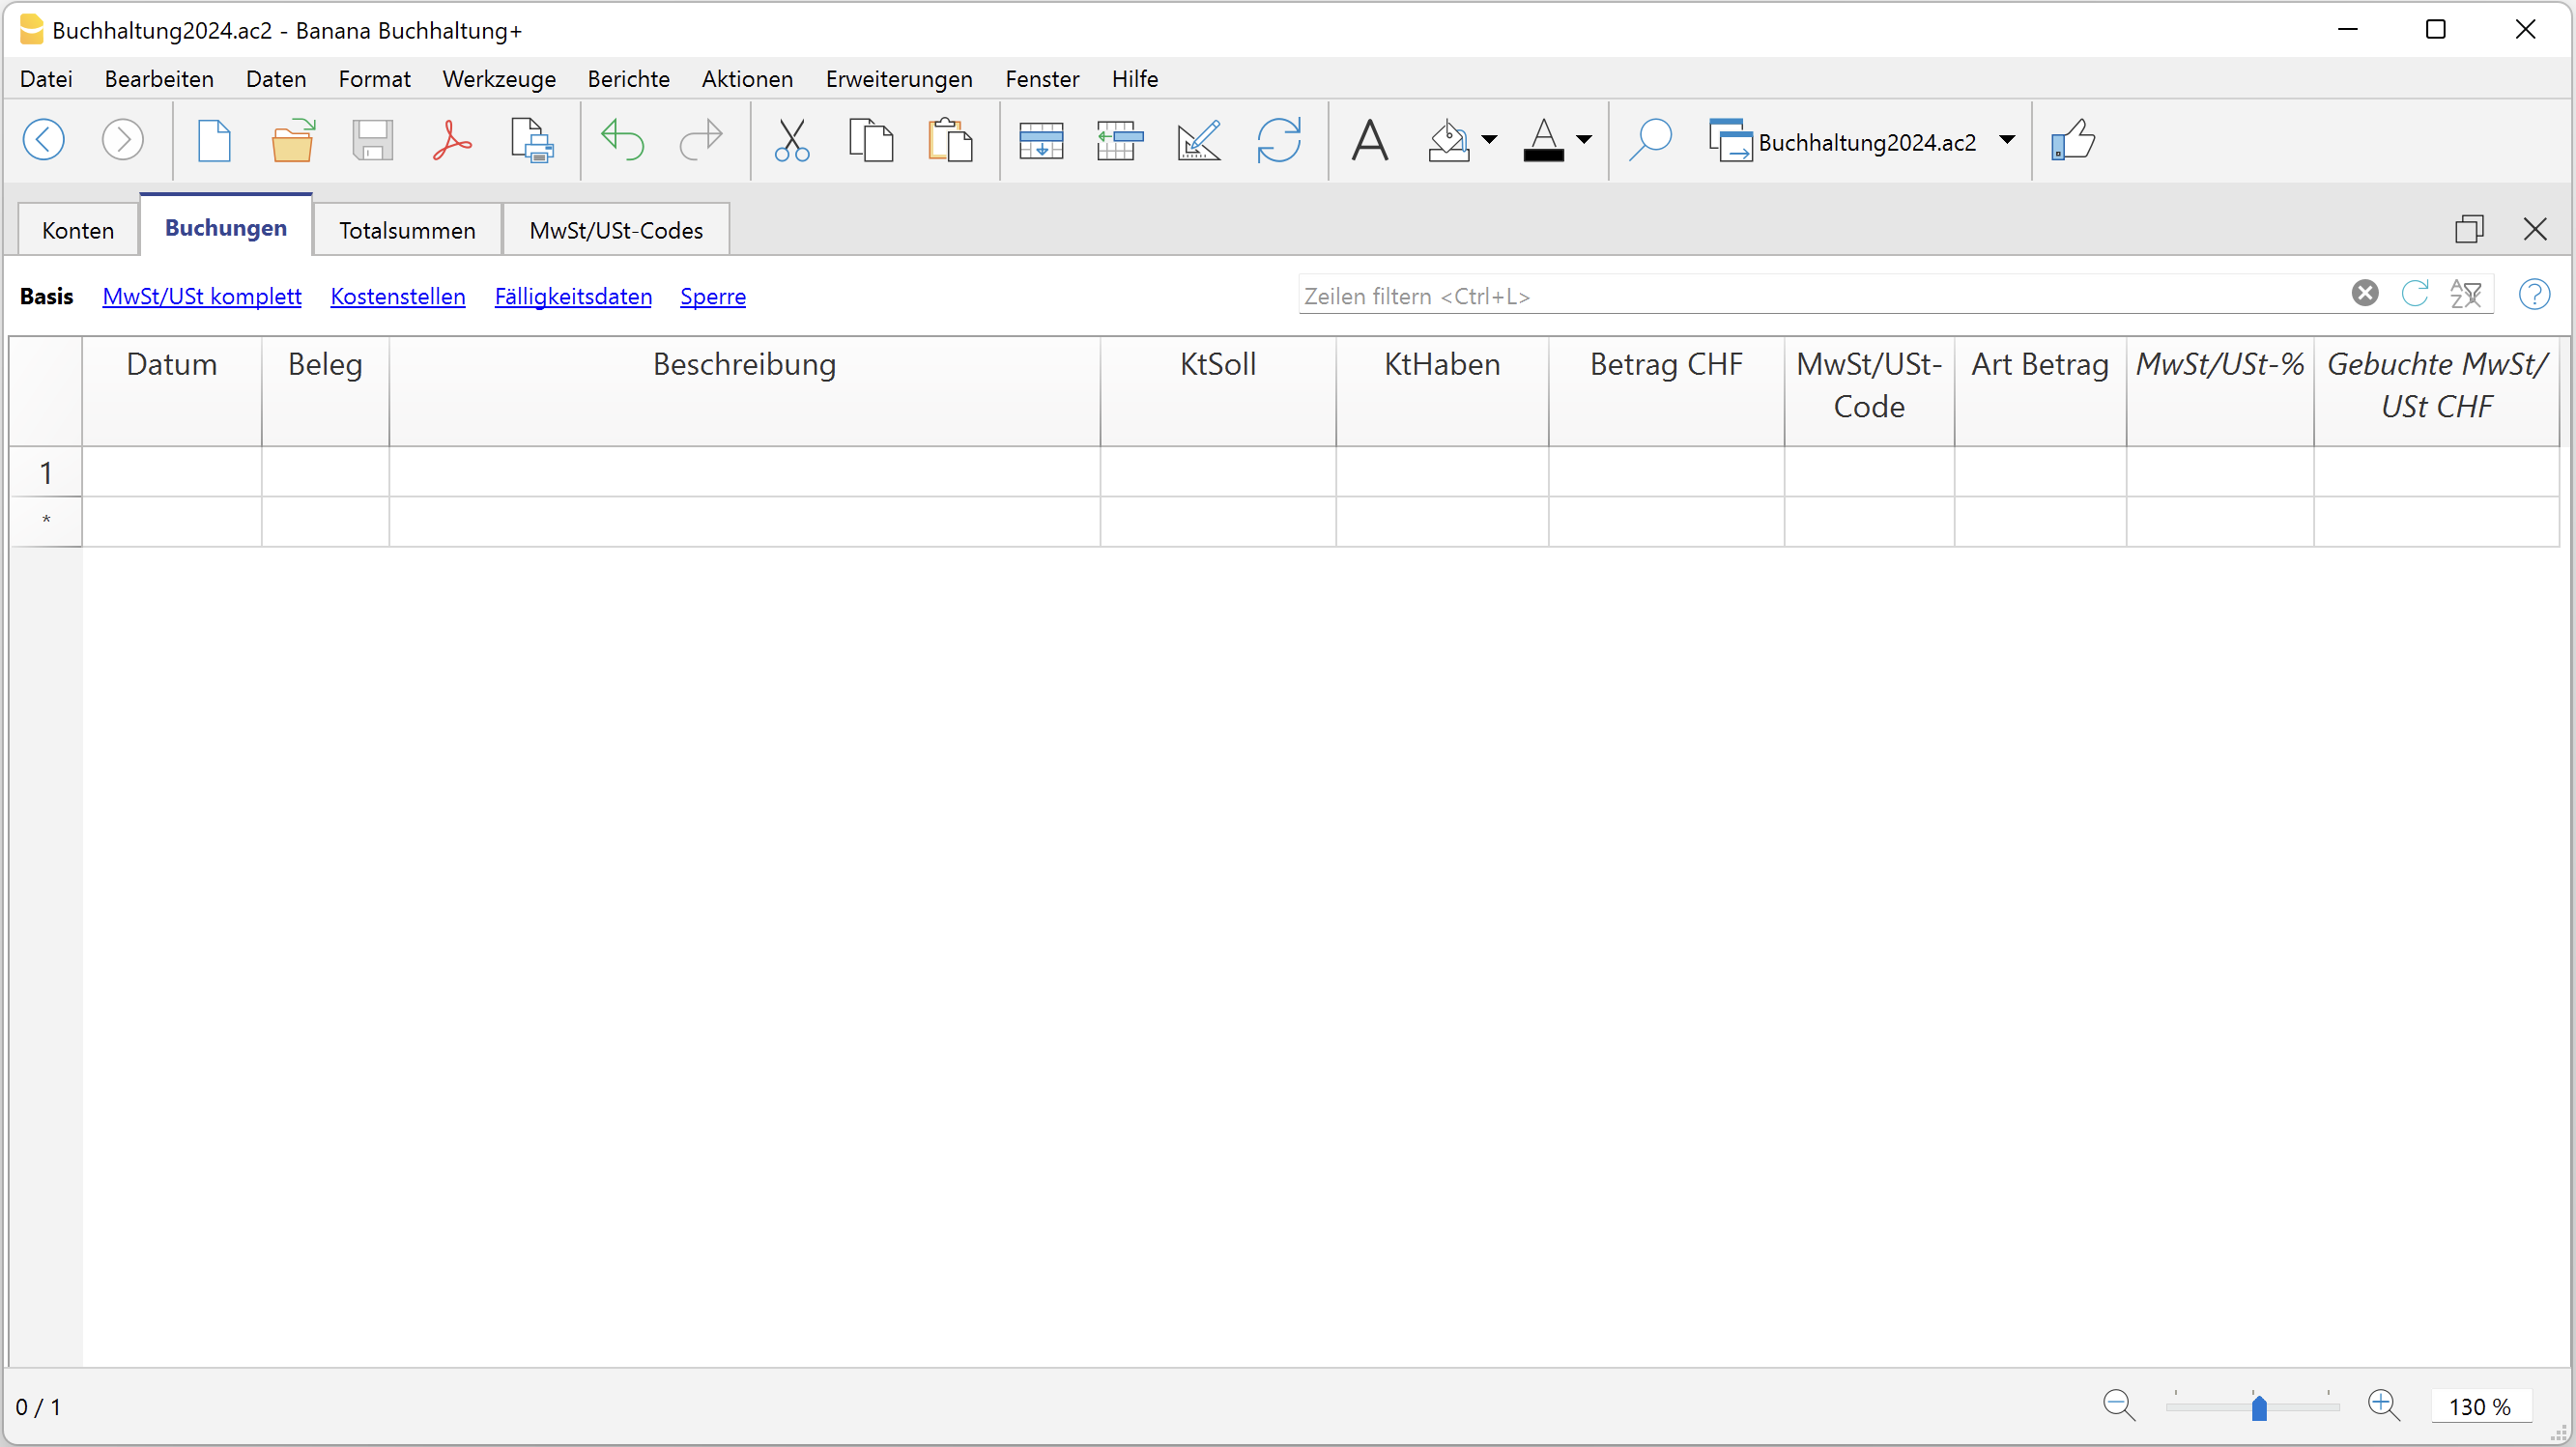 Buchhaltung2024.ac2 - Banana Buchhaltung+
Datei Bearbeiten Daten Format Werkzeuge Berichte Aktionen Erweiterungen Fenster Hilfe
Buchhaltung2024.ac2
Konten Buchungen Totalsummen MwSt/USt-Codes
Basis MwSt/USt komplett Kostenstellen Fälligkeitsdaten Sperre Zeilen filtern <Ctrl+L>
Datum Beleg Beschreibung KtSoll KtHaben Betrag CHF MwSt/USt- Art Betrag MwSt/USt-% Gebuchte MwSt/
Code USt CHF
1
*
0 / 1 130 %